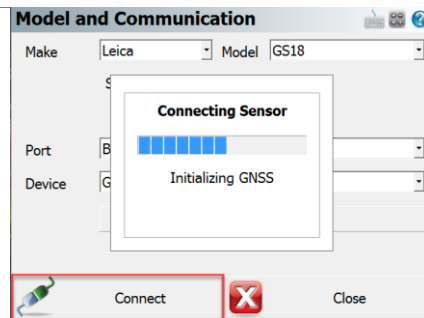 Model and Communication
Make Leica Model GS18
S
Connecting Sensor
Port B
Initializing GNSS
Device G
Connect Close